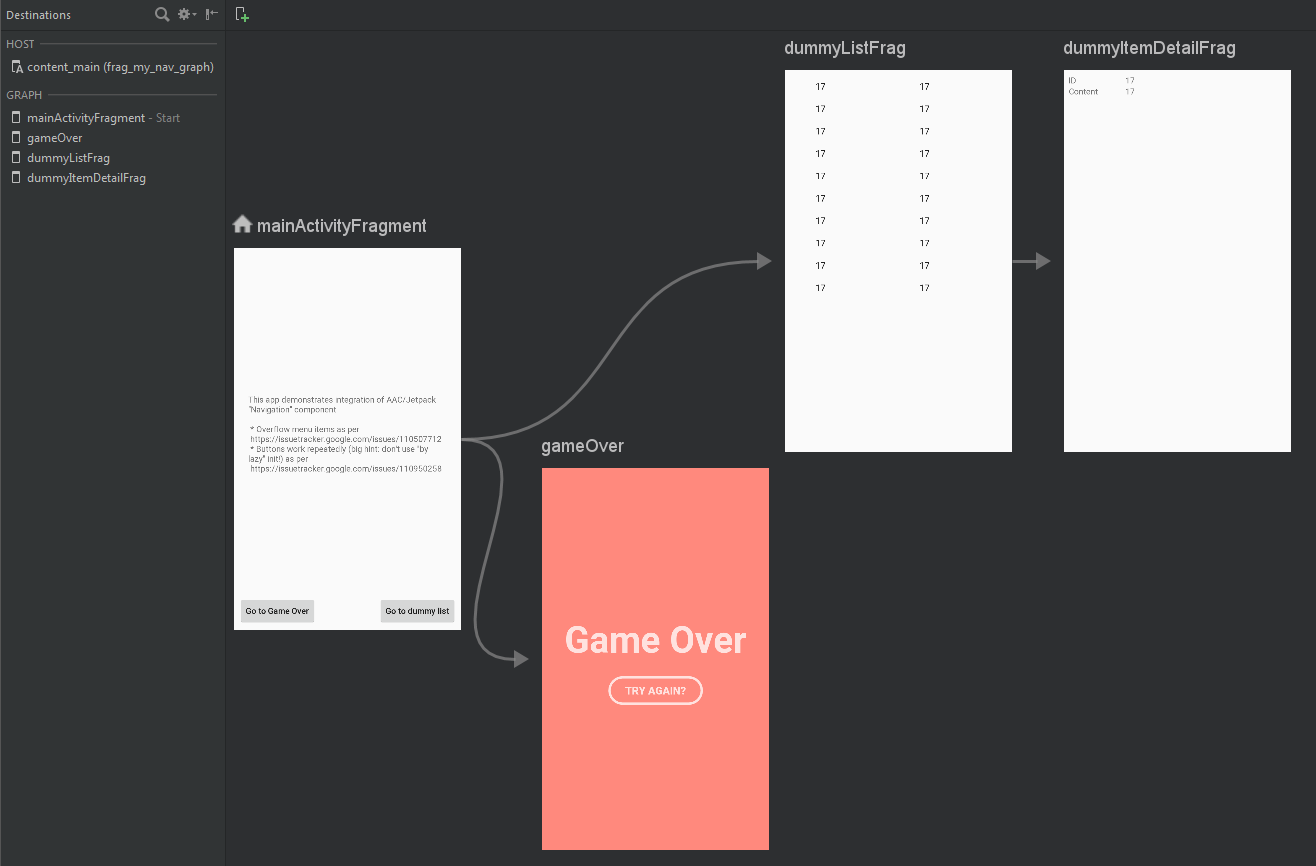 Destinations
HOST
content_main (frag_my_nav_graph)
GRAPH
mainActivityFragment - Start
gameOver
dummyListFrag
dummyItemDetailFrag
mainActivityFragment
This app demonstrates integration of AAC/Jetpack
"Navigation" component
* Overflow menu items as per
https://issuetracker.google.com/issues/110507712
* Buttons work repeatedly (big hint: don't use "by
lazy" init!) as per
https://issuetracker.google.com/issues/110950258
Go to Game Over
Go to dummy list
gameOver
Game Over
TRY AGAIN?
dummyListFrag
17 17
17 17
17 17
17 17
17 17
17 17
17 17
17 17
17 17
17 17
dummyItemDetailFrag
ID 17
Content 17